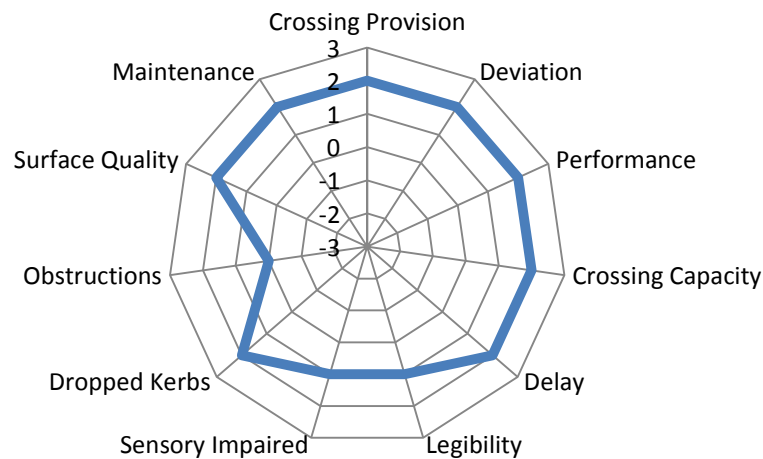 Crossing Provision
3
Maintenance
Deviation
2
1
Surface Quality
Performance
0
-1
-2
-3
Obstructions
Crossing Capacity
Dropped Kerbs
Delay
Sensory Impaired
Legibility